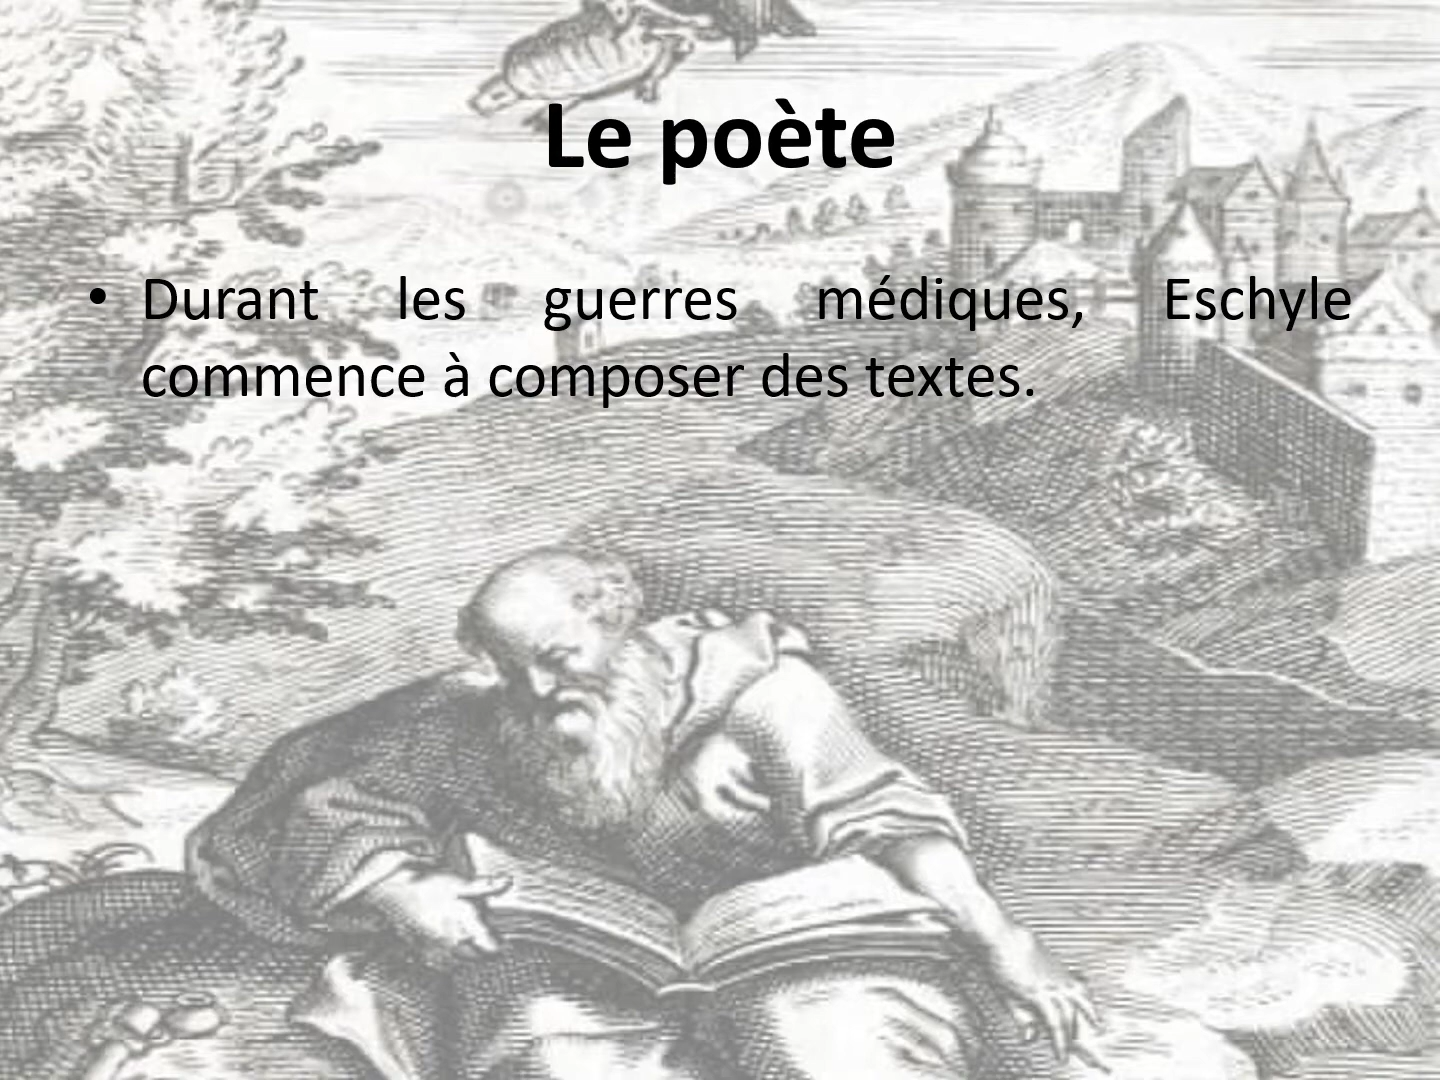 Le poète
• Durant les guerres médiques, Eschyle
commence à composer des textes.